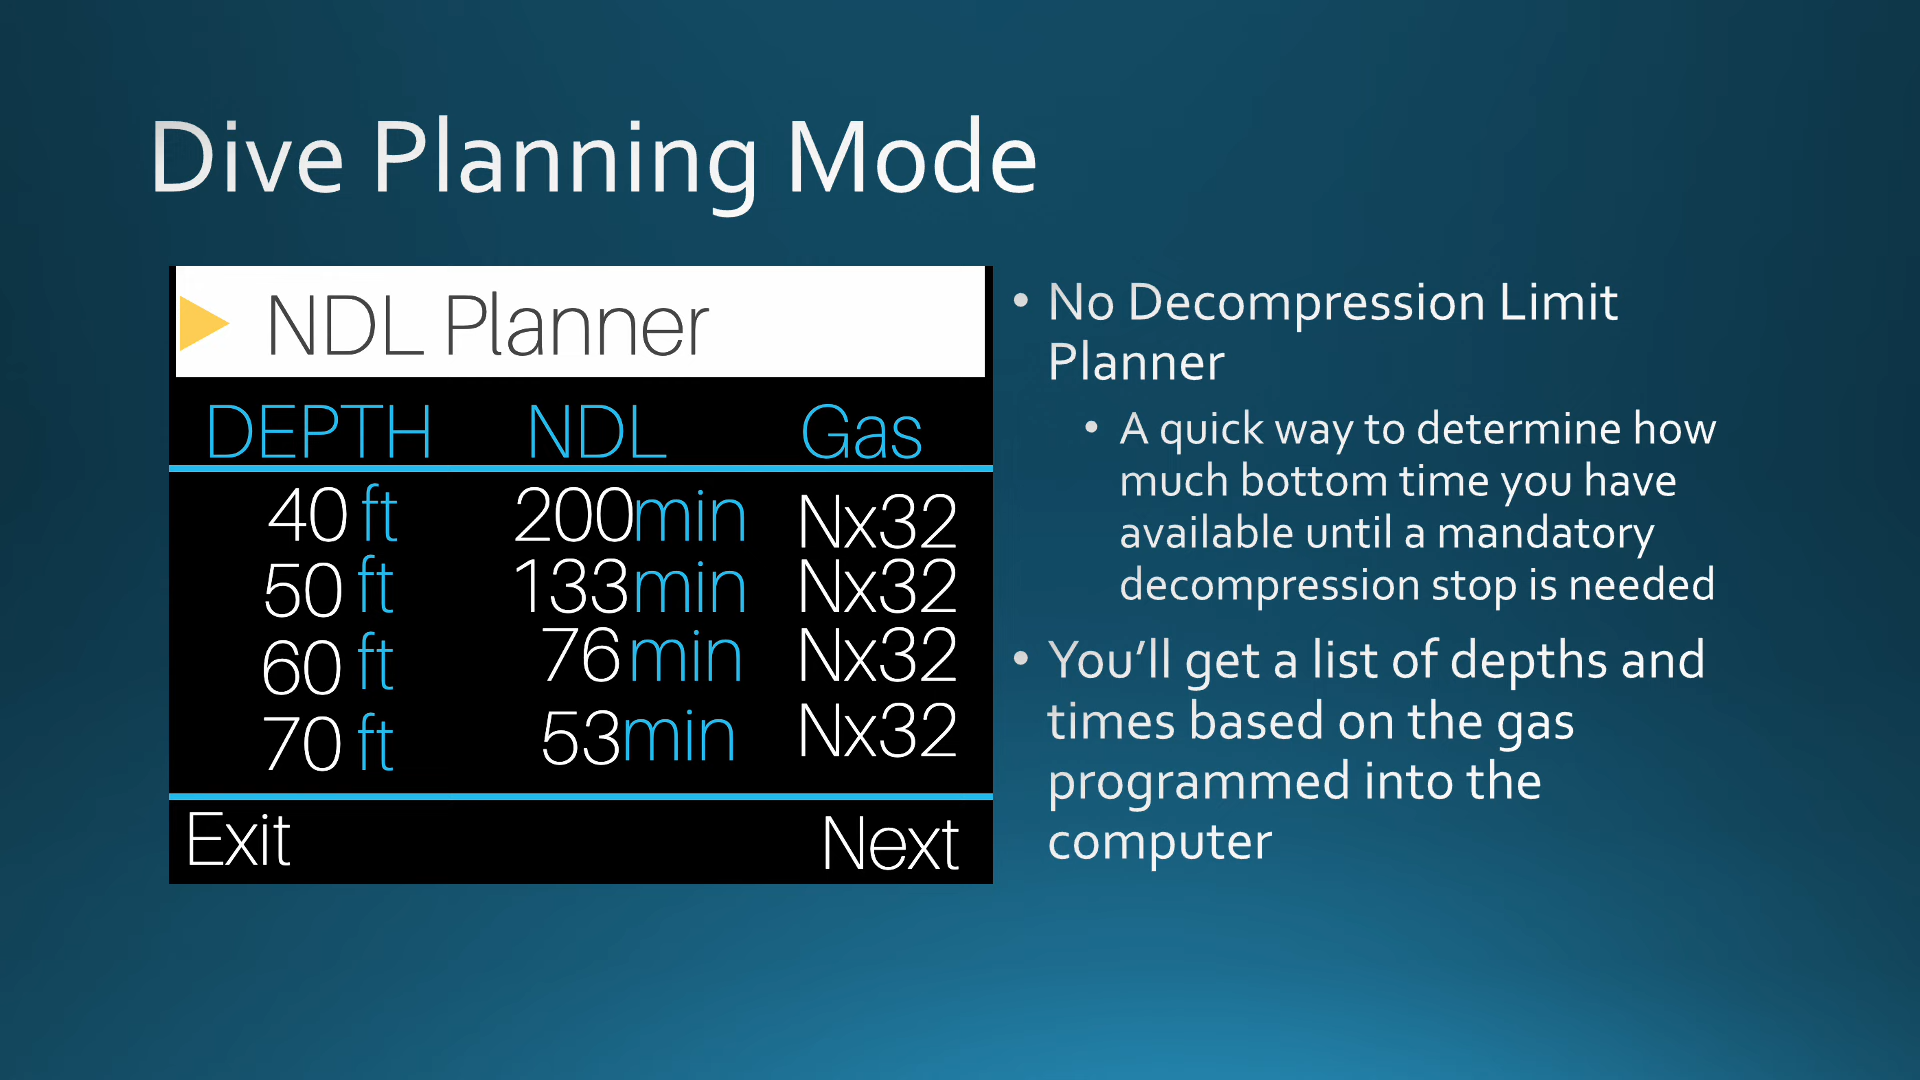 Dive Planning Mode
NDL Planner
DEPTH NDL Gas
40 ft 200min Nx32
50 ft 133min Nx32
60 ft 76min Nx32
70 ft 53min Nx32
Exit Next
• No Decompression Limit
Planner
• A quick way to determine how
much bottom time you have
available until a mandatory
decompression stop is needed
• You’ll get a list of depths and
times based on the gas
programmed into the
computer